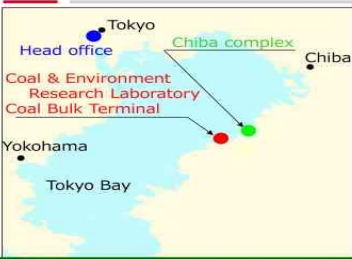 Tokyo
Head office
Chiba complex
Chiba
Coal & Environment
Research Laboratory
Coal Bulk Terminal
Yokohama
Tokyo Bay